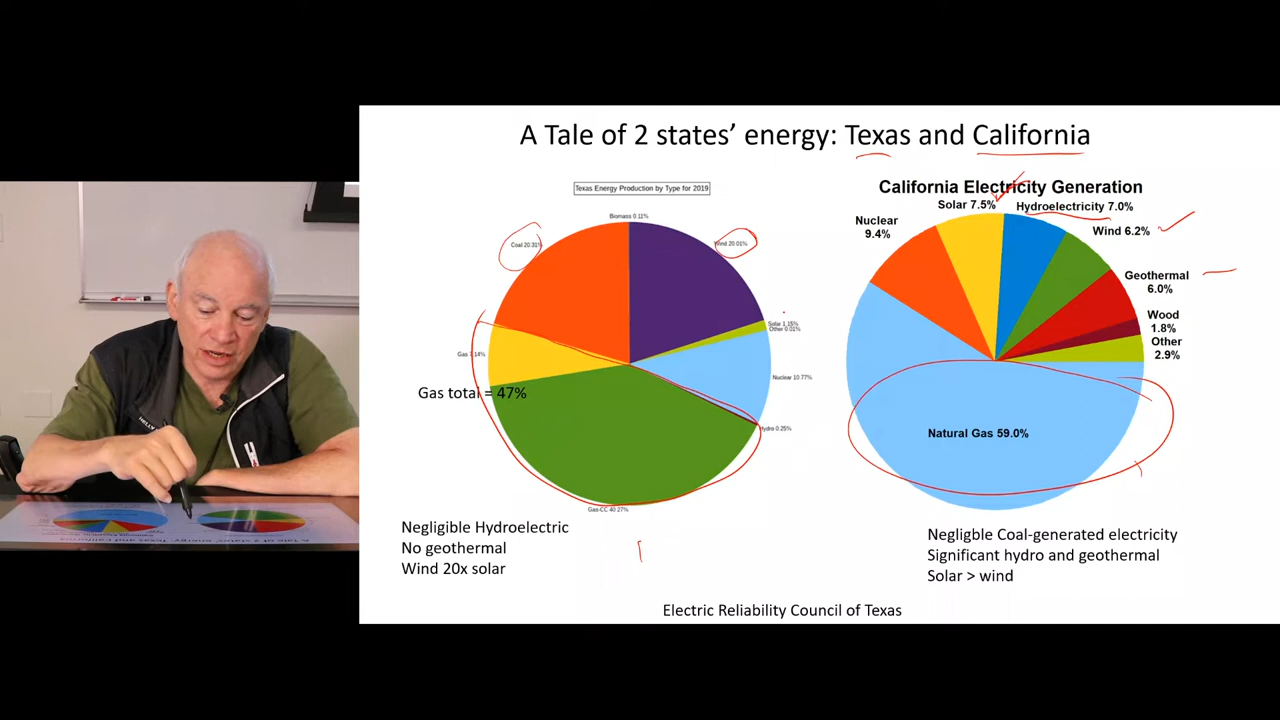 A Tale of 2 states’ energy: Texas and California
Texas Energy Production by Type for 2019
Biomass 0.11%
Coal 20.31%
Wind 20.01%
Solar 1.15%
Other 0.01%
Gas 7.14%
Nuclear 10.77%
Hydro 0.25%
Gas-CC 40.27%
Gas total = 47%
Negligible Hydroelectric
No geothermal
Wind 20x solar
California Electricity Generation
Solar 7.5%
Hydroelectricity 7.0%
Nuclear
9.4%
Wind 6.2%
Geothermal
6.0%
Wood
1.8%
Other
2.9%
Natural Gas 59.0%
Negligble Coal-generated electricity
Significant hydro and geothermal
Solar > wind
Electric Reliability Council of Texas